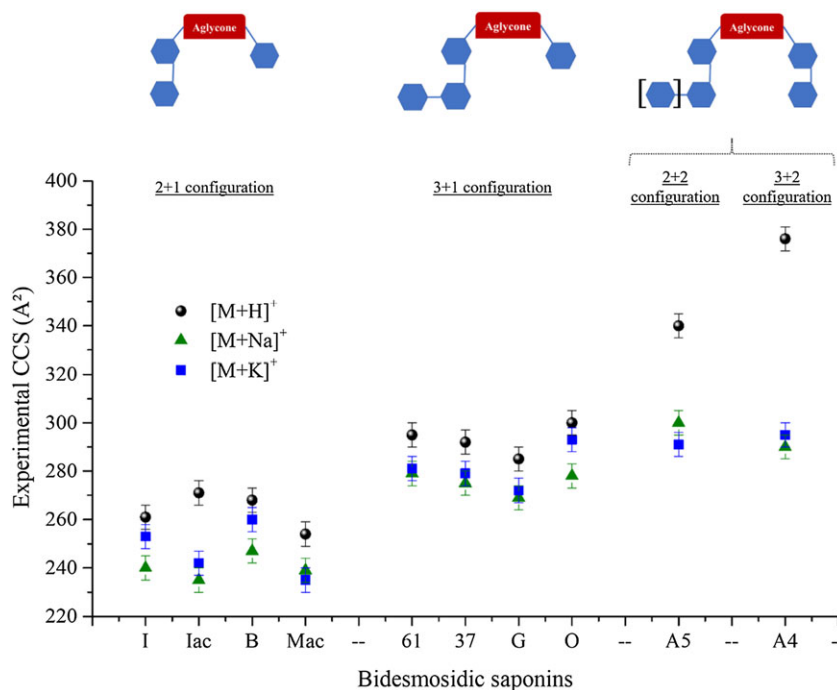 Aglycone Aglycone Aglycone
[ ]
2+1 configuration 3+1 configuration 2+2 configuration 3+2 configuration
400
380
360
340
320
300
280
260
240
220
Experimental CCS (A²)
[M+H]⁺
[M+Na]⁺
[M+K]⁺
I Iac B Mac -- 61 37 G O -- A5 -- A4 -
Bidesmosidic saponins